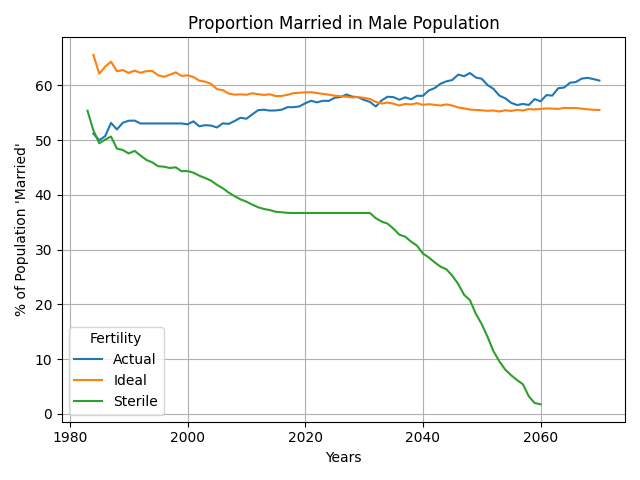 Proportion Married in Male Population
% of Population 'Married'
60
50
40
30
20
10
0
Fertility
Actual
Ideal
Sterile
1980 2000 2020 2040 2060
Years